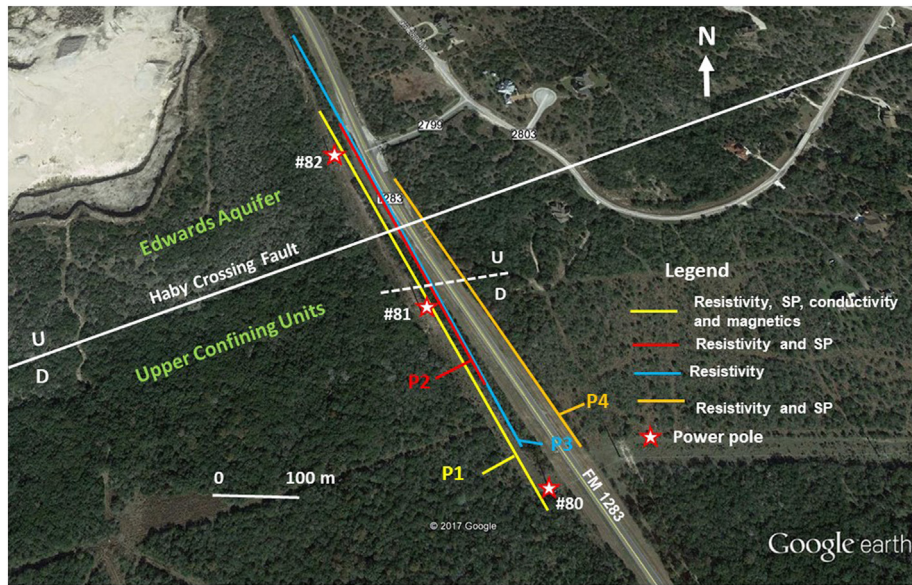 N
#82
2799
2803
1283
Edwards Aquifer
Haby Crossing Fault
U
D
U
D
Upper Confining Units
#81
Legend
Resistivity, SP, conductivity
and magnetics
Resistivity and SP
Resistivity
Resistivity and SP
Power pole
P2
P4
P3
P1
#80
FM 1283
0 100 m
© 2017 Google
Google earth